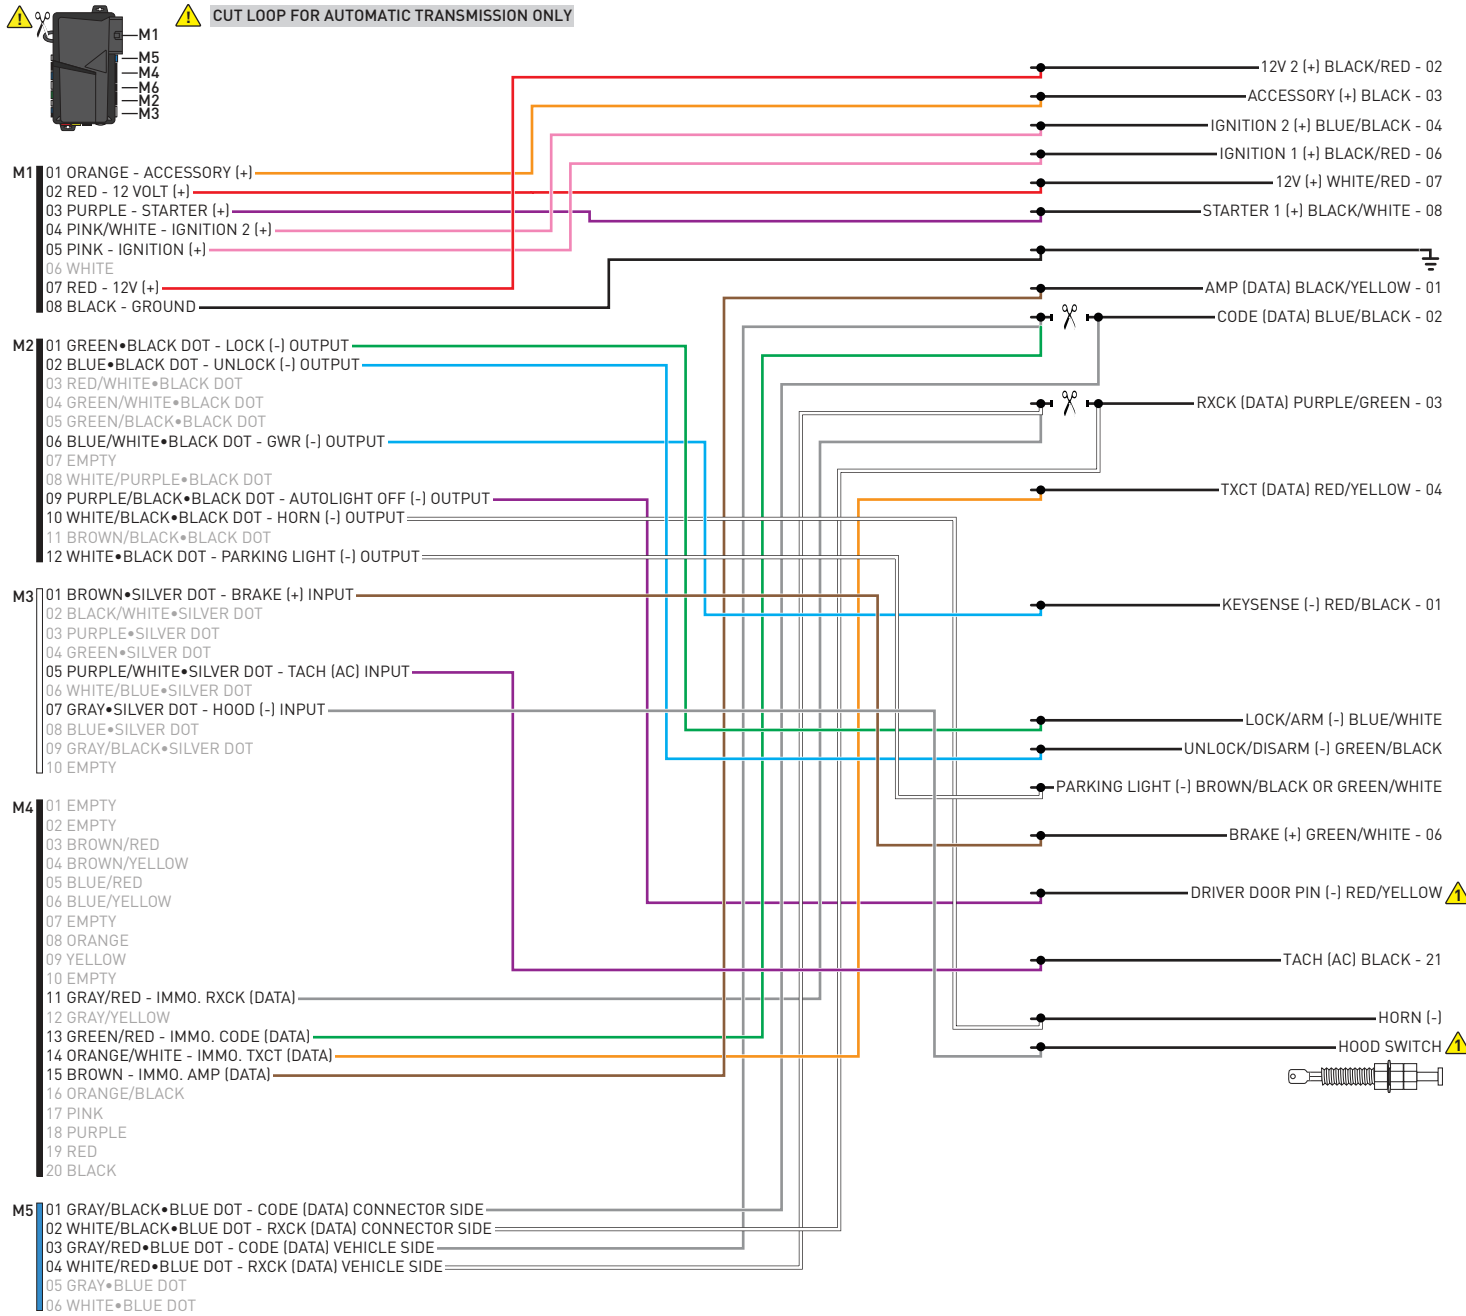 CUT LOOP FOR AUTOMATIC TRANSMISSION ONLY
M1
M5
M4
M6
M2
M3
M1
01 ORANGE - ACCESSORY (+)
02 RED - 12 VOLT (+)
03 PURPLE - STARTER (+)
04 PINK/WHITE - IGNITION 2 (+)
05 PINK - IGNITION (+)
06 WHITE
07 RED - 12V (+)
08 BLACK - GROUND
M2
01 GREEN•BLACK DOT - LOCK (-) OUTPUT
02 BLUE•BLACK DOT - UNLOCK (-) OUTPUT
03 RED/WHITE•BLACK DOT
04 GREEN/WHITE•BLACK DOT
05 GREEN/BLACK•BLACK DOT
06 BLUE/WHITE•BLACK DOT - GWR (-) OUTPUT
07 EMPTY
08 WHITE/PURPLE•BLACK DOT
09 PURPLE/BLACK•BLACK DOT - AUTOLIGHT OFF (-) OUTPUT
10 WHITE/BLACK•BLACK DOT - HORN (-) OUTPUT
11 BROWN/BLACK•BLACK DOT
12 WHITE•BLACK DOT - PARKING LIGHT (-) OUTPUT
M3
01 BROWN•SILVER DOT - BRAKE (+) INPUT
02 BLACK/WHITE•SILVER DOT
03 PURPLE•SILVER DOT
04 GREEN•SILVER DOT
05 PURPLE/WHITE•SILVER DOT - TACH (AC) INPUT
06 WHITE/BLUE•SILVER DOT
07 GRAY•SILVER DOT - HOOD (-) INPUT
08 BLUE•SILVER DOT
09 GRAY/BLACK•SILVER DOT
10 EMPTY
M4
01 EMPTY
02 EMPTY
03 BROWN/RED
04 BROWN/YELLOW
05 BLUE/RED
06 BLUE/YELLOW
07 EMPTY
08 ORANGE
09 YELLOW
10 EMPTY
11 GRAY/RED - IMMO. RXCK (DATA)
12 GRAY/YELLOW
13 GREEN/RED - IMMO. CODE (DATA)
14 ORANGE/WHITE - IMMO. TXCT (DATA)
15 BROWN - IMMO. AMP (DATA)
16 ORANGE/BLACK
17 PINK
18 PURPLE
19 RED
20 BLACK
M5
01 GRAY/BLACK•BLUE DOT - CODE (DATA) CONNECTOR SIDE
02 WHITE/BLACK•BLUE DOT - RXCK (DATA) CONNECTOR SIDE
03 GRAY/RED•BLUE DOT - CODE (DATA) VEHICLE SIDE
04 WHITE/RED•BLUE DOT - RXCK (DATA) VEHICLE SIDE
05 GRAY•BLUE DOT
06 WHITE•BLUE DOT
12V 2 (+) BLACK/RED - 02
ACCESSORY (+) BLACK - 03
IGNITION 2 (+) BLUE/BLACK - 04
IGNITION 1 (+) BLACK/RED - 06
12V (+) WHITE/RED - 07
STARTER 1 (+) BLACK/WHITE - 08
AMP (DATA) BLACK/YELLOW - 01
CODE (DATA) BLUE/BLACK - 02
RXCK (DATA) PURPLE/GREEN - 03
TXCT (DATA) RED/YELLOW - 04
KEYSENSE (-) RED/BLACK - 01
LOCK/ARM (-) BLUE/WHITE
UNLOCK/DISARM (-) GREEN/BLACK
PARKING LIGHT (-) BROWN/BLACK OR GREEN/WHITE
BRAKE (+) GREEN/WHITE - 06
DRIVER DOOR PIN (-) RED/YELLOW 1
TACH (AC) BLACK - 21
HORN (-)
HOOD SWITCH 1